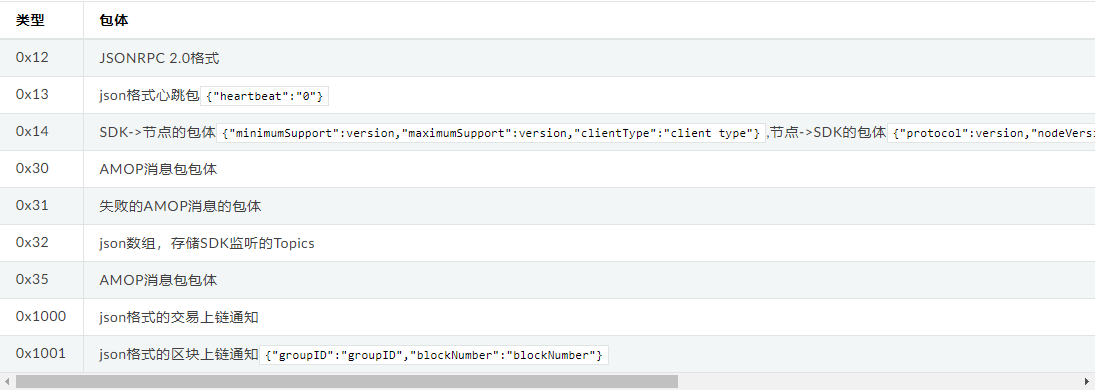 类型 包体
0x12 JSONRPC 2.0格式
0x13 json格式心跳包{"heartbeat":"0"}
0x14 SDK->节点的包体{"minimumSupport":version,"maximumSupport":version,"clientType":"client type"},节点->SDK的包体{"protocol":version,"nodeVersi
0x30 AMOP消息包包体
0x31 失败的AMOP消息的包体
0x32 json数组，存储SDK监听的Topics
0x35 AMOP消息包包体
0x1000 json格式的交易上链通知
0x1001 json格式的区块上链通知{"groupID":"groupID","blockNumber":"blockNumber"}